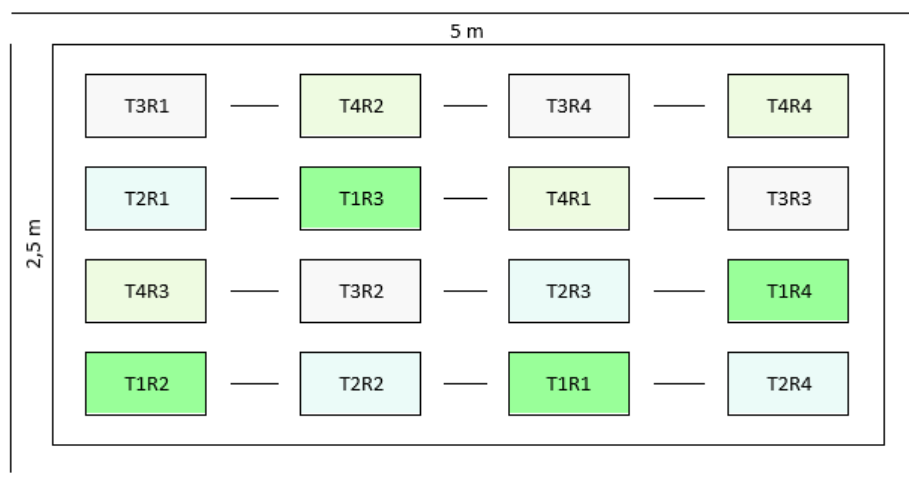 5 m
T3R1 T4R2 T3R4 T4R4
2,5 m
T2R1 T1R3 T4R1 T3R3
T4R3 T3R2 T2R3 T1R4
T1R2 T2R2 T1R1 T2R4